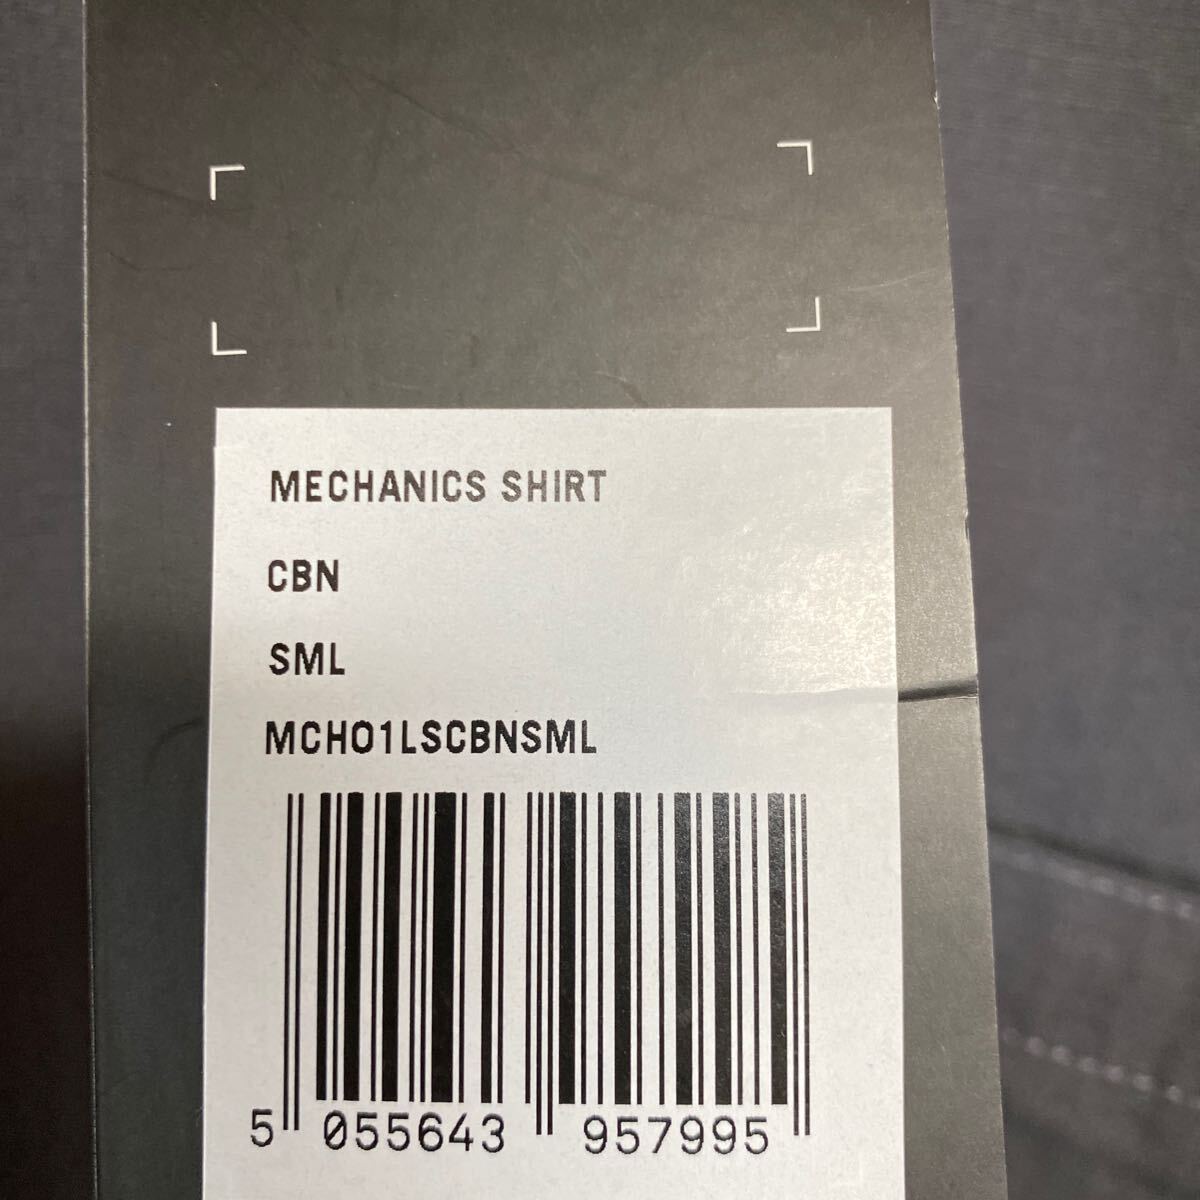 MECHANICS SHIRT
CBN
SML
MCH01LSCBNSML
5 055643 957995